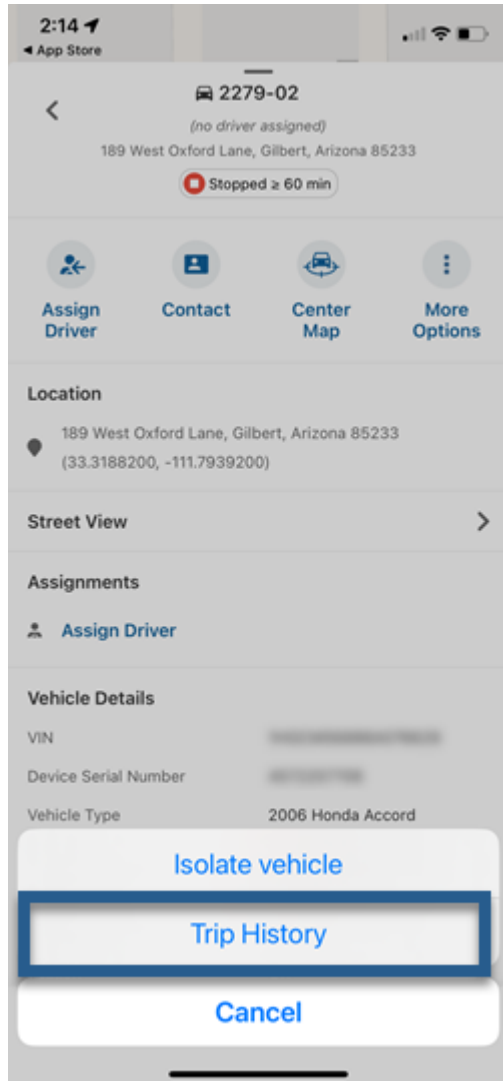 2:14
App Store
2279-02
(no driver assigned)
189 West Oxford Lane, Gilbert, Arizona 85233
Stopped ≥ 60 min
Assign Driver
Contact
Center Map
More Options
Location
189 West Oxford Lane, Gilbert, Arizona 85233
(33.3188200, -111.7939200)
Street View
Assignments
Assign Driver
Vehicle Details
VIN
Device Serial Number
Vehicle Type 2006 Honda Accord
Isolate vehicle
Trip History
Cancel